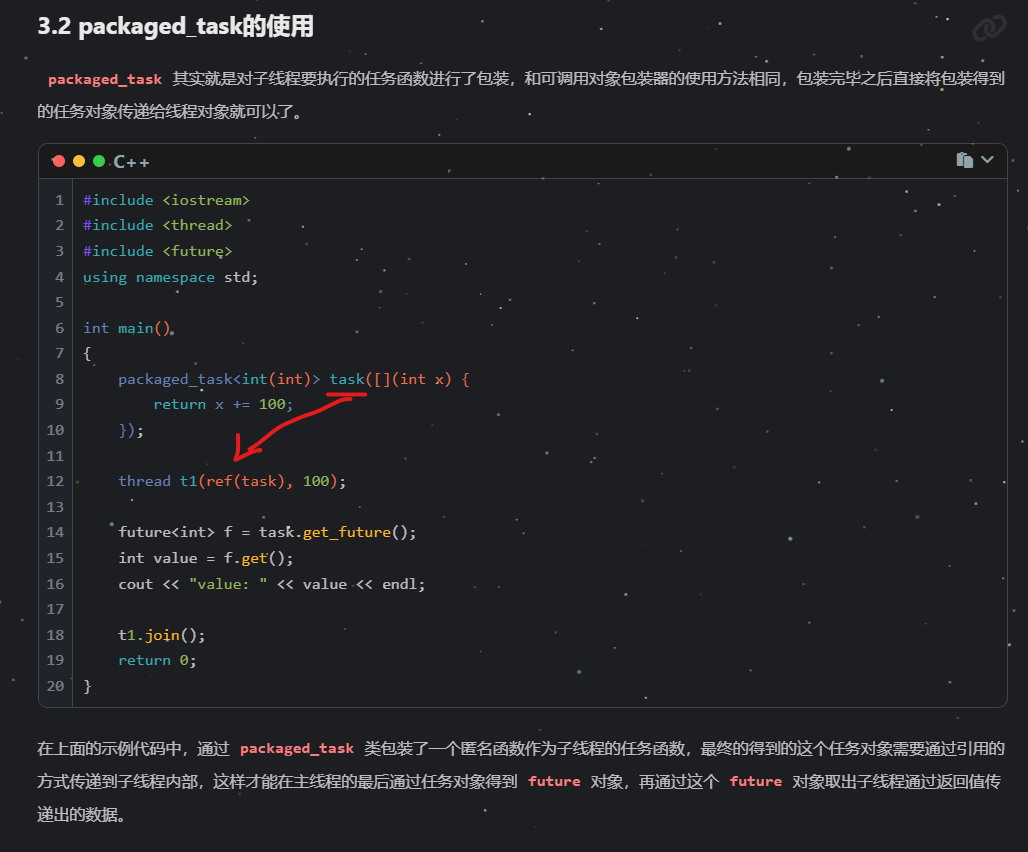 3.2 packaged_task的使用
packaged_task 其实就是对子线程要执行的任务函数进行了包装，和可调用对象包装器的使用方法相同，包装完毕之后直接将包装得到
的任务对象传递给线程对象就可以了。
C++
1 #include <iostream>
2 #include <thread>
3 #include <future>
4 using namespace std;
5
6 int main()
7 {
8     packaged_task<int(int)> task([](int x) {
9         return x += 100;
10     });
11
12     thread t1(ref(task), 100);
13
14     future<int> f = task.get_future();
15     int value = f.get();
16     cout << "value: " << value << endl;
17
18     t1.join();
19     return 0;
20 }
在上面的示例代码中，通过 packaged_task 类包装了一个匿名函数作为子线程的任务函数，最终的得到的这个任务对象需要通过引用的
方式传递到子线程内部，这样才能在主线程的最后通过任务对象得到 future 对象，再通过这个 future 对象取出子线程通过返回值传
递出的数据。